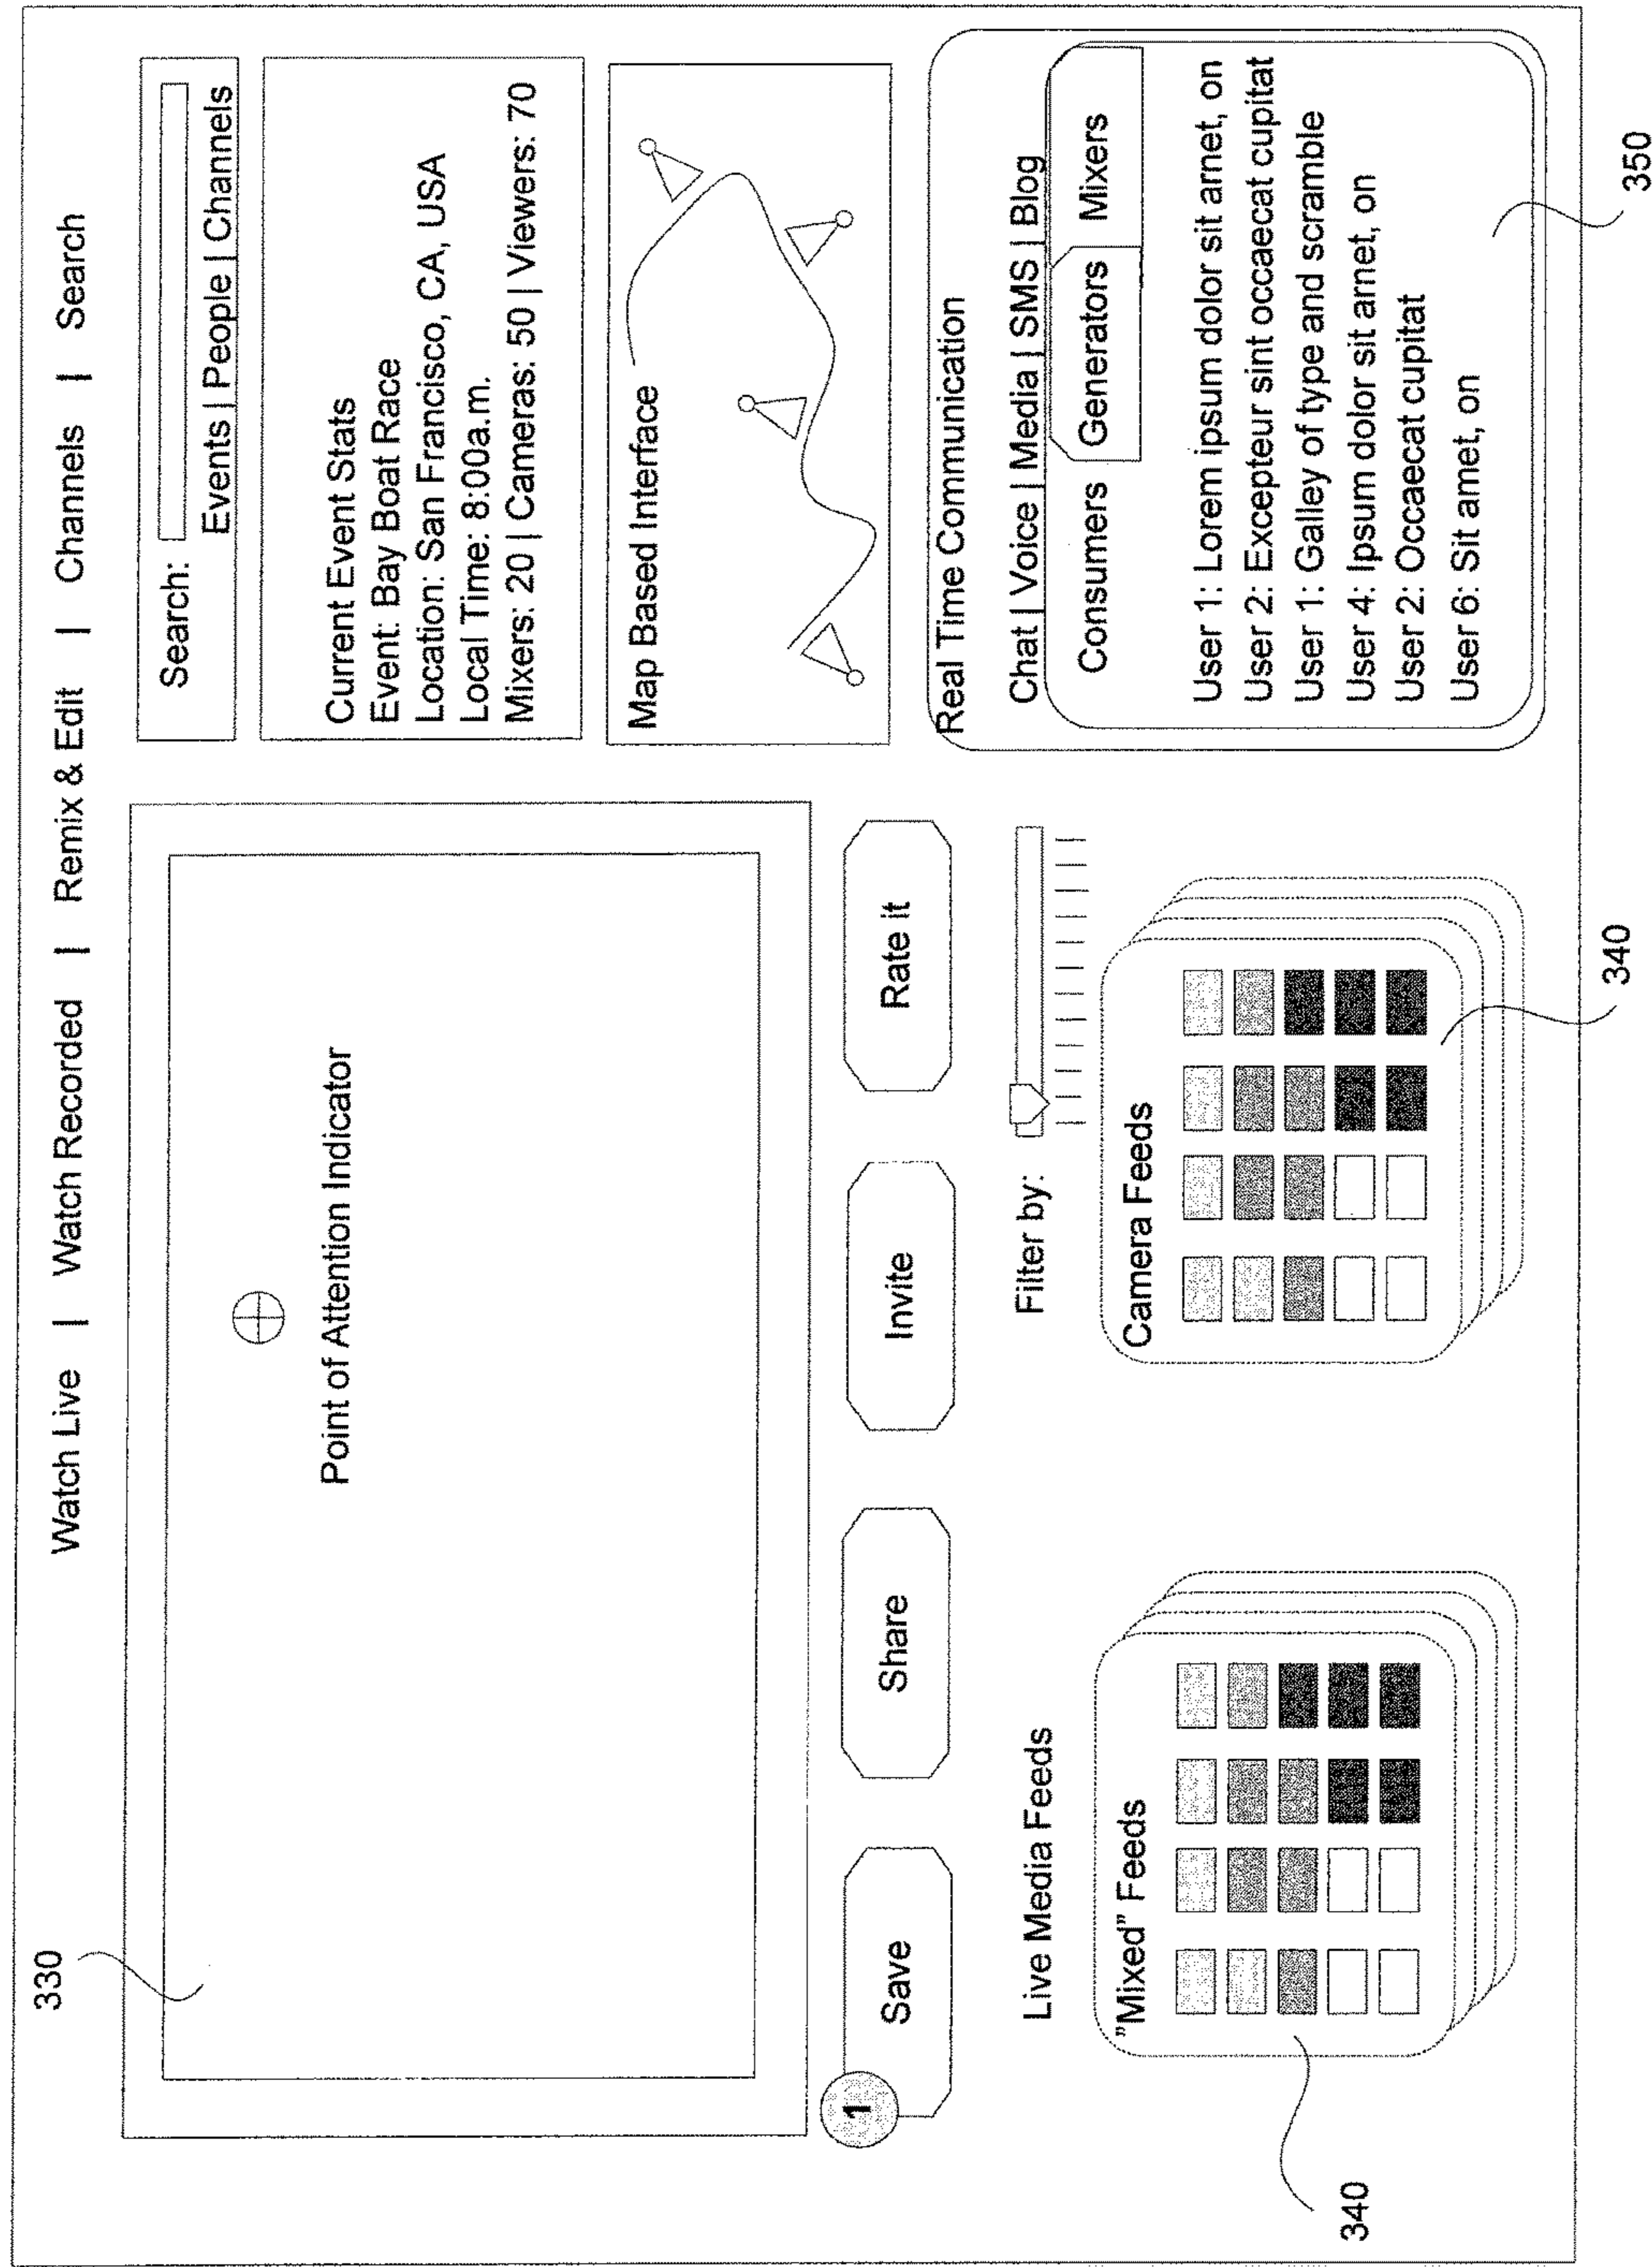 Watch Live | Watch Recorded | Remix & Edit | Channels | Search
330
Point of Attention Indicator
Save
Share
Invite
Rate it
1
Live Media Feeds
"Mixed" Feeds
340
Filter by:
Camera Feeds
340
Search:
Events | People | Channels
Current Event Stats
Event: Bay Boat Race
Location: San Francisco, CA, USA
Local Time: 8:00a.m.
Mixers: 20 | Cameras: 50 | Viewers: 70
Map Based Interface
Real Time Communication
Chat | Voice | Media | SMS | Blog
Consumers Generators Mixers
User 1: Lorem ipsum dolor sit amet, on
User 2: Excepteur sint occaecat cupitat
User 1: Galley of type and scramble
User 4: Ipsum dolor sit amet, on
User 2: Occaecat cupitat
User 6: Sit amet, on
350